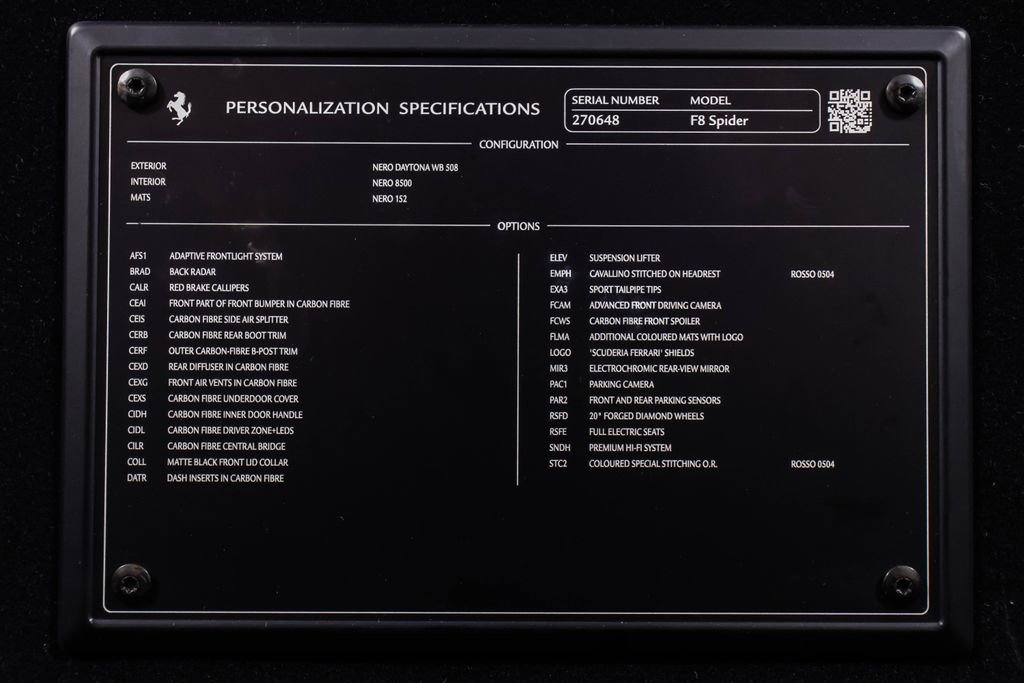 PERSONALIZATION SPECIFICATIONS
SERIAL NUMBER MODEL
270648 F8 Spider
CONFIGURATION
EXTERIOR NERO DAYTONA WB 508
INTERIOR NERO 8500
MATS NERO 152
OPTIONS
AFS1 ADAPTIVE FRONTLIGHT SYSTEM
BRAD BACK RADAR
CALR RED BRAKE CALLIPERS
CEAI FRONT PART OF FRONT BUMPER IN CARBON FIBRE
CEIS CARBON FIBRE SIDE AIR SPLITTER
CERB CARBON FIBRE REAR BOOT TRIM
CERF OUTER CARBON-FIBRE B-POST TRIM
CEXD REAR DIFFUSER IN CARBON FIBRE
CEXG FRONT AIR VENTS IN CARBON FIBRE
CEXS CARBON FIBRE UNDERDOOR COVER
CIDH CARBON FIBRE INNER DOOR HANDLE
CIDL CARBON FIBRE DRIVER ZONE+LEDS
CILR CARBON FIBRE CENTRAL BRIDGE
COLL MATTE BLACK FRONT LID COLLAR
DATR DASH INSERTS IN CARBON FIBRE
ELEV SUSPENSION LIFTER
EMPH CAVALLINO STITCHED ON HEADREST ROSSO 0504
EXA3 SPORT TAILPIPE TIPS
FCAM ADVANCED FRONT DRIVING CAMERA
FCWS CARBON FIBRE FRONT SPOILER
FLMA ADDITIONAL COLOURED MATS WITH LOGO
LOGO 'SCUDERIA FERRARI' SHIELDS
MIR3 ELECTROCHROMIC REAR-VIEW MIRROR
PAC1 PARKING CAMERA
PAR2 FRONT AND REAR PARKING SENSORS
RSFD 20" FORGED DIAMOND WHEELS
RSFE FULL ELECTRIC SEATS
SNDH PREMIUM HI-FI SYSTEM
STC2 COLOURED SPECIAL STITCHING O.R. ROSSO 0504